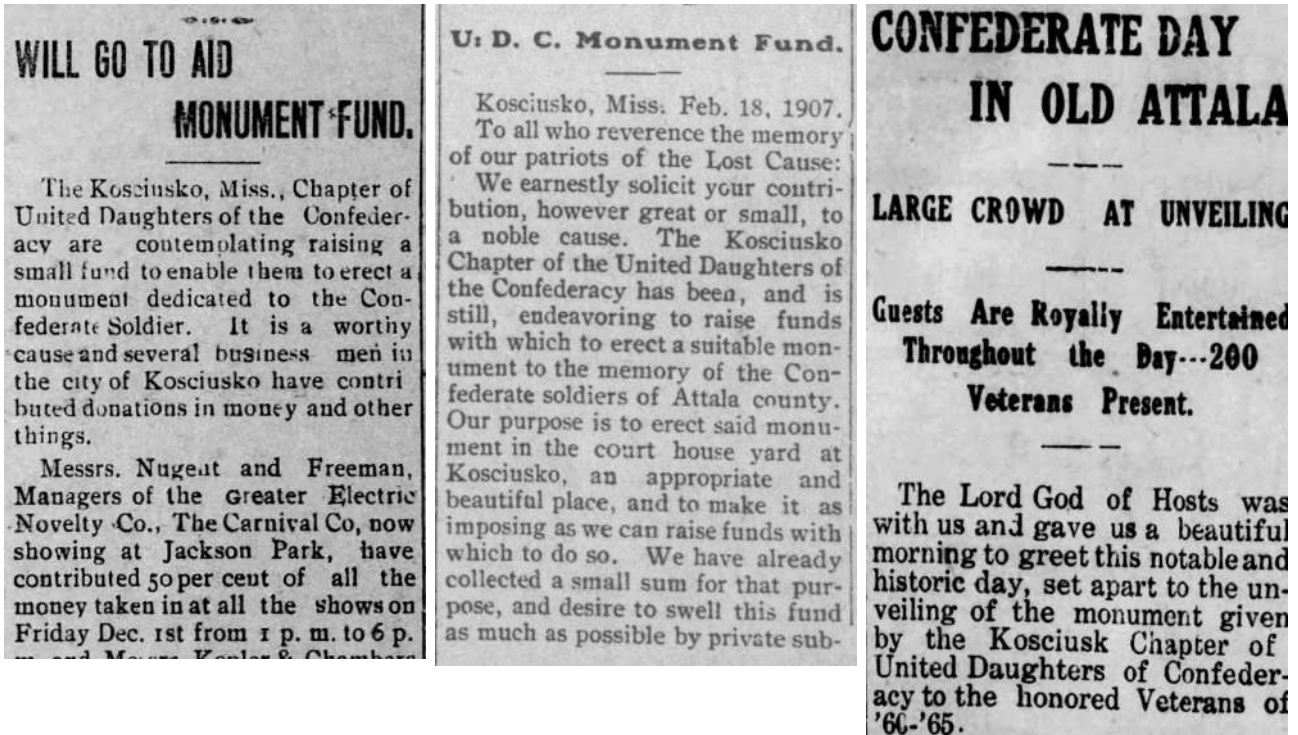 WILL GO TO AID
MONUMENT FUND.
The Kosciusko, Miss., Chapter of
United Daughters of the Confeder-
acy are contemplating raising a
small fund to enable them to erect a
monument dedicated to the Con-
federate Soldier. It is a worthy
cause and several business men in
the city of Kosciusko have contri
buted donations in money and other
things.
Messrs. Nugent and Freeman,
Managers of the Greater Electric
Novelty Co., The Carnival Co, now
showing at Jackson Park, have
contributed 50 per cent of all the
money taken in at all the shows on
Friday Dec. 1st from 1 p. m. to 6 p.
m and Messrs Kepler & Chambers
U. D. C. Monument Fund.
Kosciusko, Miss. Feb. 18, 1907.
To all who reverence the memory
of our patriots of the Lost Cause:
We earnestly solicit your contri-
bution, however great or small, to
a noble cause. The Kosciusko
Chapter of the United Daughters of
the Confederacy has been, and is
still, endeavoring to raise funds
with which to erect a suitable mon-
ument to the memory of the Con-
federate soldiers of Attala county.
Our purpose is to erect said monu-
ment in the court house yard at
Kosciusko, an appropriate and
beautiful place, and to make it as
imposing as we can raise funds with
which to do so. We have already
collected a small sum for that pur-
pose, and desire to swell this fund
as much as possible by private sub-
CONFEDERATE DAY
IN OLD ATTALA
LARGE CROWD AT UNVEILING
Guests Are Royally Entertained
Throughout the Day---200
Veterans Present.
The Lord God of Hosts was
with us and gave us a beautiful
morning to greet this notable and
historic day, set apart to the un-
veiling of the monument given
by the Kosciusk Chapter of
United Daughters of Confeder-
acy to the honored Veterans of
'60-'65.